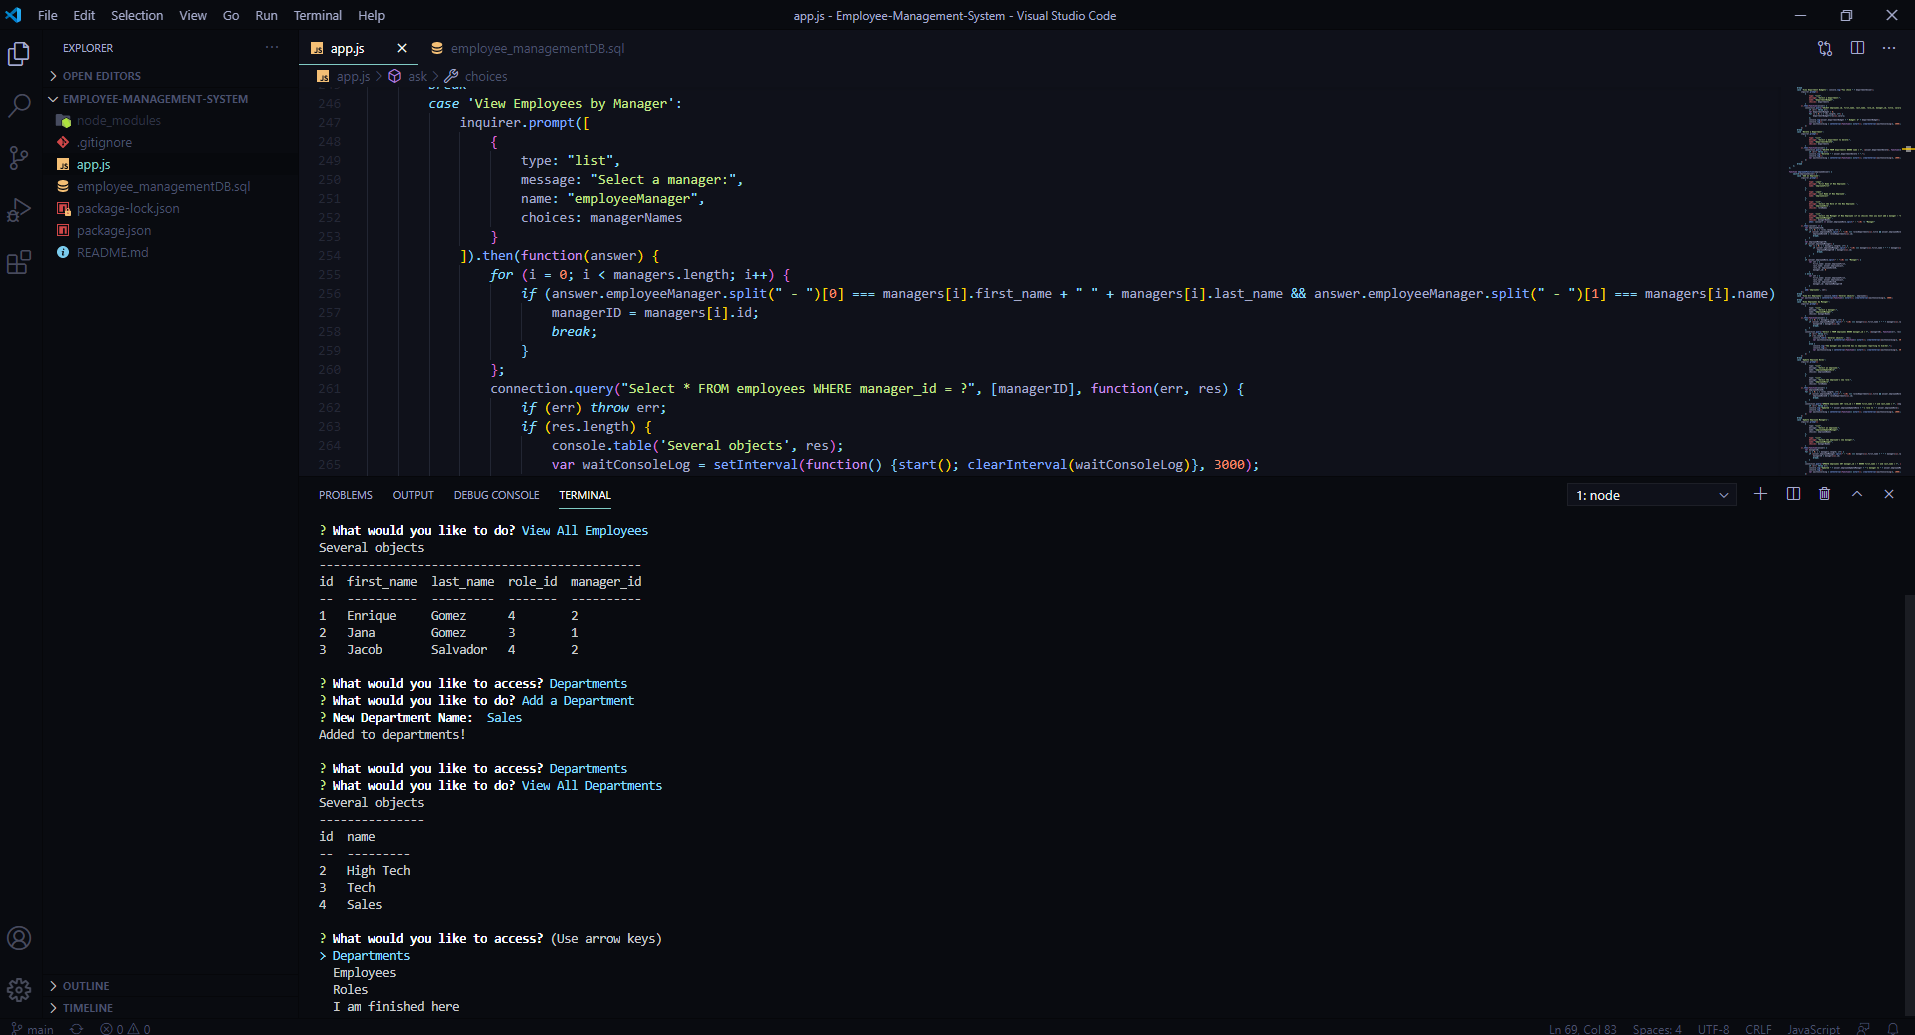 File Edit Selection View Go Run Terminal Help
app.js - Employee-Management-System - Visual Studio Code
EXPLORER
OPEN EDITORS
EMPLOYEE-MANAGEMENT-SYSTEM
node_modules
.gitignore
app.js
employee_managementDB.sql
package-lock.json
package.json
README.md
OUTLINE
TIMELINE
app.js employee_managementDB.sql
app.js > ask > choices
break
246 case 'View Employees by Manager':
247 inquirer.prompt([
248 {
249 type: "list",
250 message: "Select a manager:",
251 name: "employeeManager",
252 choices: managerNames
253 }
254 ]).then(function(answer) {
255 for (i = 0; i < managers.length; i++) {
256 if (answer.employeeManager.split(" - ")[0] === managers[i].first_name + " " + managers[i].last_name && answer.employeeManager.split(" - ")[1] === managers[i].name)
257 managerID = managers[i].id;
258 break;
259 }
260 };
261 connection.query("Select * FROM employees WHERE manager_id = ?", [managerID], function(err, res) {
262 if (err) throw err;
263 if (res.length) {
264 console.table('Several objects', res);
265 var waitConsoleLog = setInterval(function() {start(); clearInterval(waitConsoleLog)}, 3000);
PROBLEMS OUTPUT DEBUG CONSOLE TERMINAL
1: node
? What would you like to do? View All Employees
Several objects
----------------------------------------------
id first_name last_name role_id manager_id
-- ---------- --------- ------- ----------
1 Enrique Gomez 4 2
2 Jana Gomez 3 1
3 Jacob Salvador 4 2
? What would you like to access? Departments
? What would you like to do? Add a Department
? New Department Name: Sales
Added to departments!
? What would you like to access? Departments
? What would you like to do? View All Departments
Several objects
---------------
id name
-- ---------
2 High Tech
3 Tech
4 Sales
? What would you like to access? (Use arrow keys)
> Departments
Employees
Roles
I am finished here
main 0 0
Ln 69, Col 83 Spaces: 4 UTF-8 CRLF JavaScript